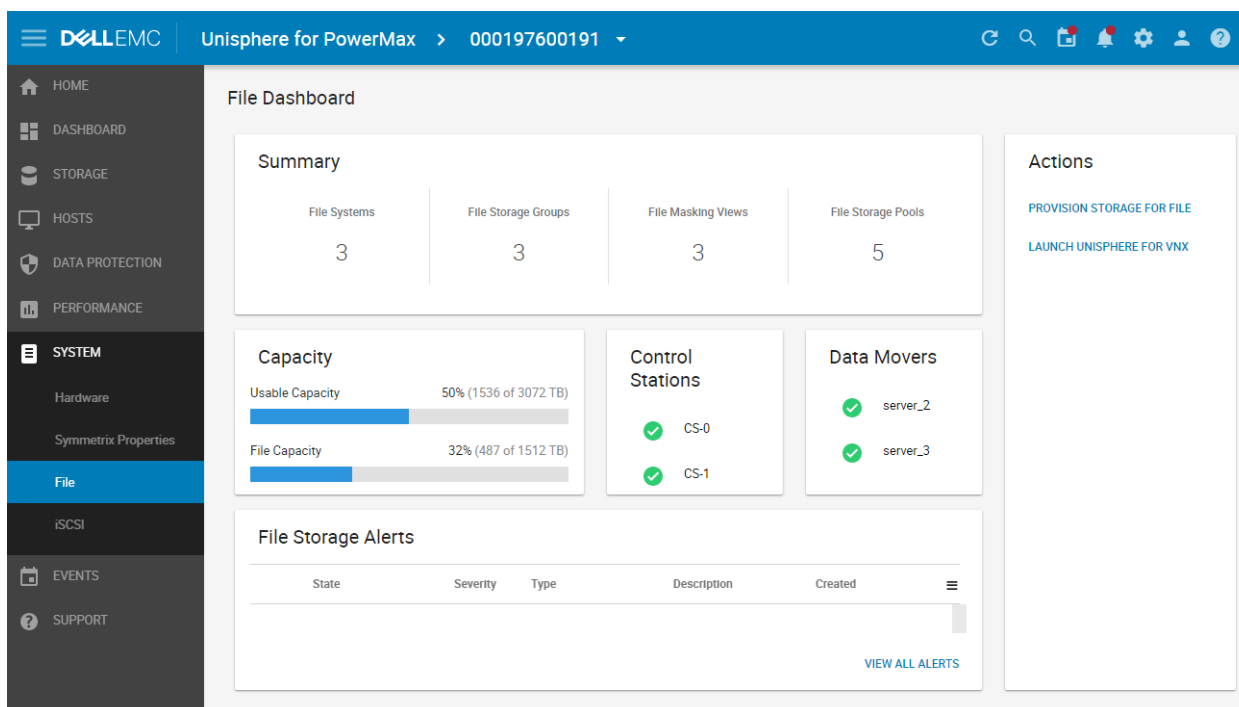 DELLEMC
Unisphere for PowerMax > 000197600191
HOME
DASHBOARD
STORAGE
HOSTS
DATA PROTECTION
PERFORMANCE
SYSTEM
Hardware
Symmetrix Properties
File
iSCSI
EVENTS
SUPPORT
File Dashboard
Summary
File Systems
3
File Storage Groups
3
File Masking Views
3
File Storage Pools
5
Capacity
Usable Capacity 50% (1536 of 3072 TB)
File Capacity 32% (487 of 1512 TB)
Control
Stations
CS-0
CS-1
Data Movers
server_2
server_3
File Storage Alerts
State Severity Type Description Created
VIEW ALL ALERTS
Actions
PROVISION STORAGE FOR FILE
LAUNCH UNISPHERE FOR VNX